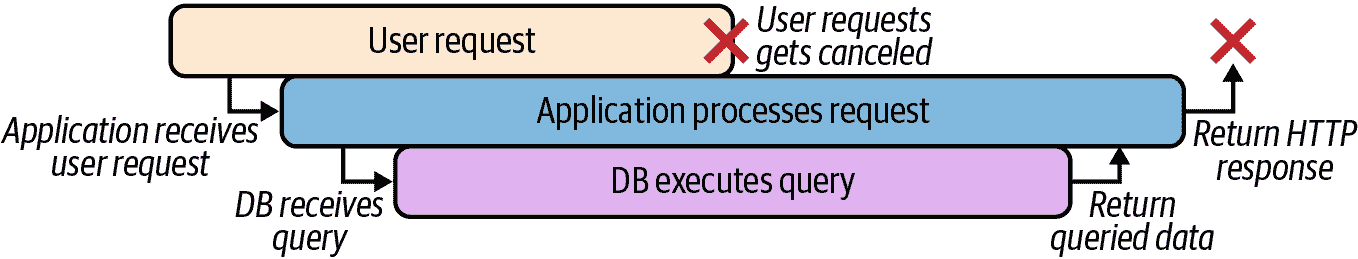 User request
User requests
gets canceled
Application processes request
Application receives
user request
Return HTTP
response
DB executes query
DB receives
query
Return
queried data